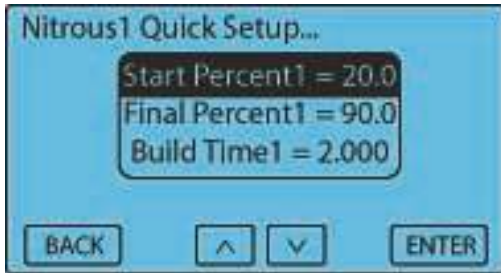 Nitrous1 Quick Setup...
Start Percent1 = 20.0
Final Percent1 = 90.0
Build Time1 = 2.000
BACK
ENTER